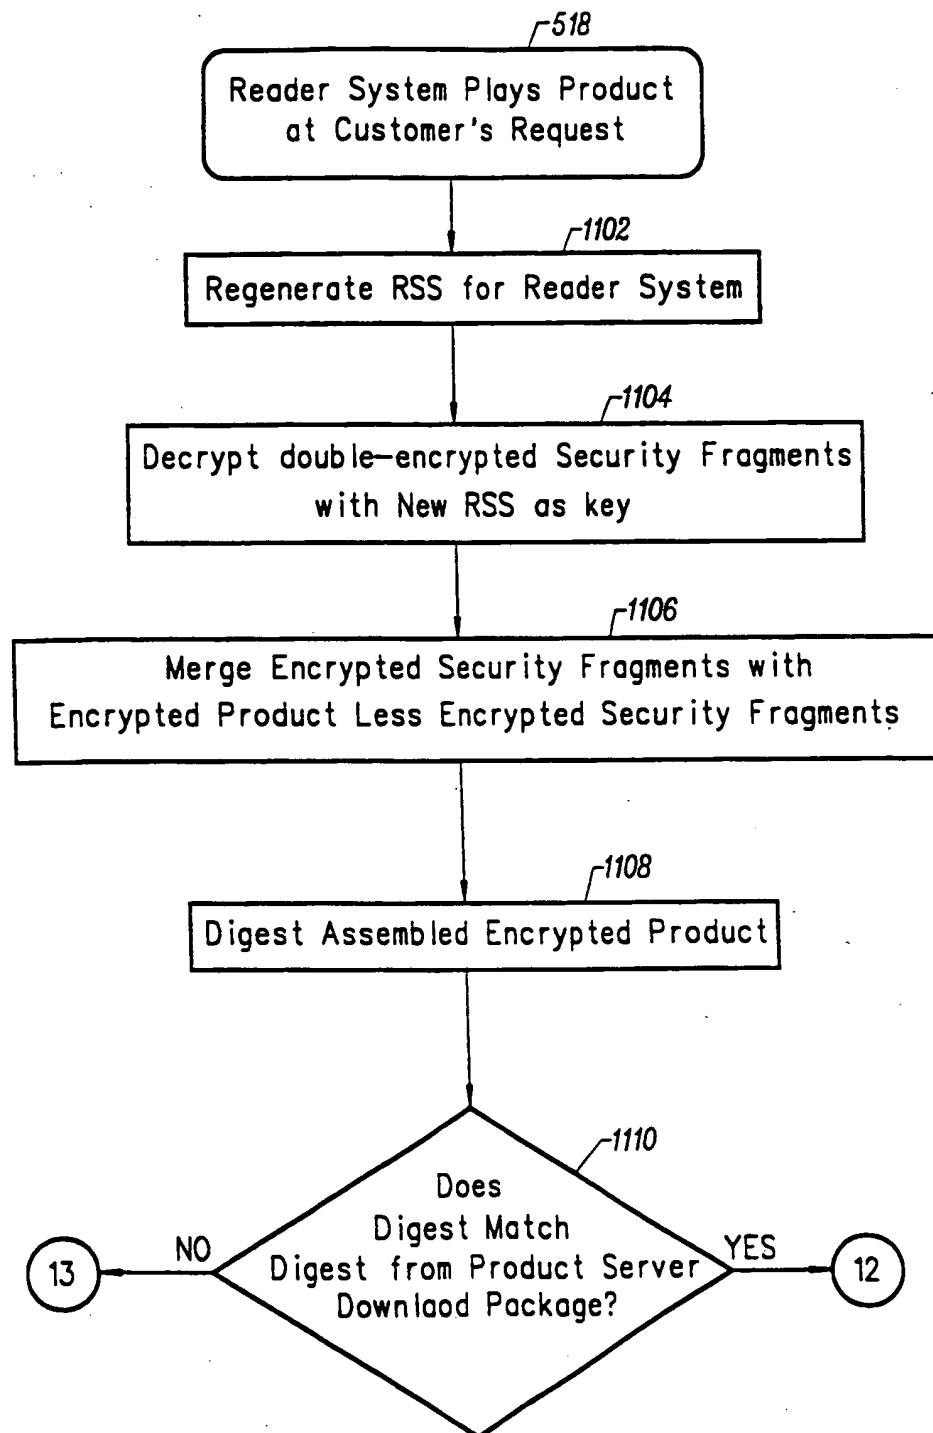 518
Reader System Plays Product
at Customer's Request
1102
Regenerate RSS for Reader System
1104
Decrypt double-encrypted Security Fragments
with New RSS as key
1106
Merge Encrypted Security Fragments with
Encrypted Product Less Encrypted Security Fragments
1108
Digest Assembled Encrypted Product
1110
Does
Digest Match
Digest from Product Server
Downlaod Package?
NO
YES
13
12